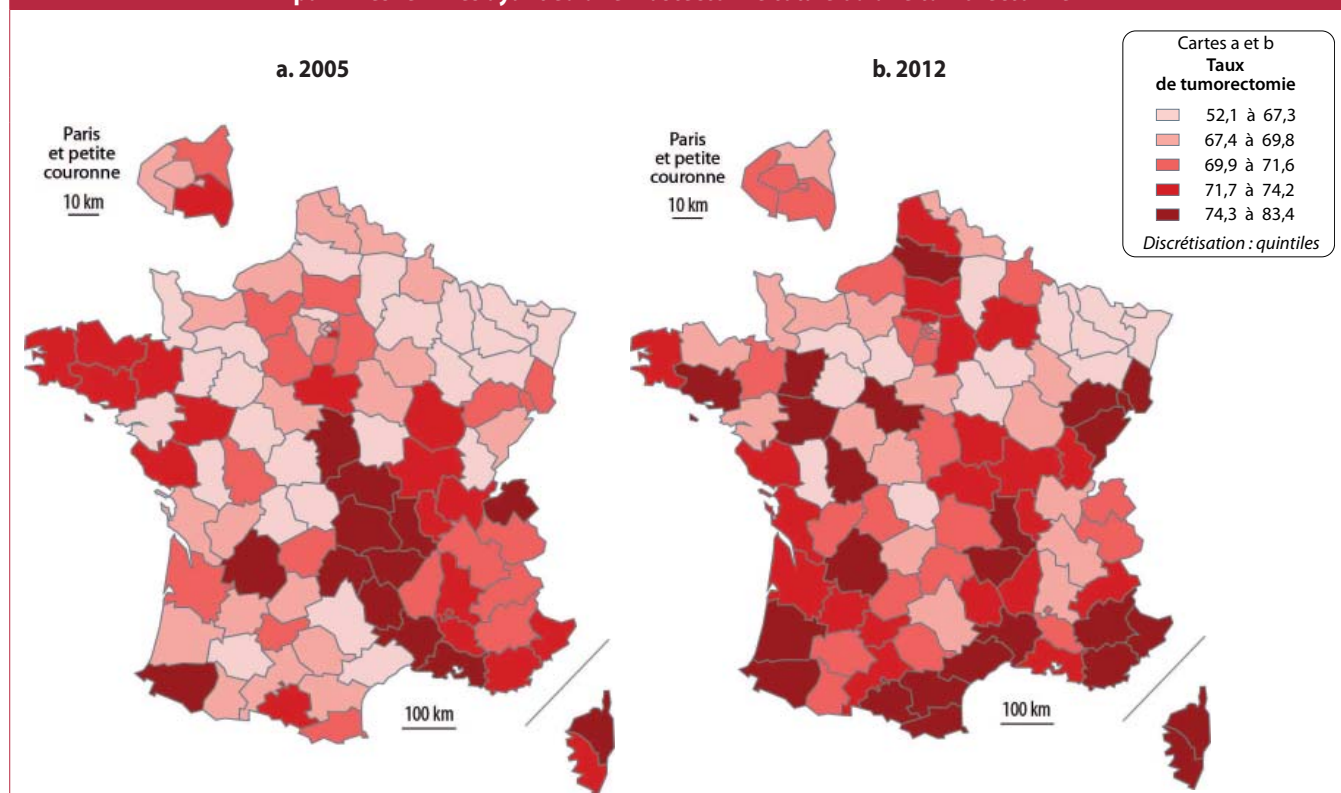 a. 2005
b. 2012
Cartes a et b
Taux
de tumorectomie
52,1 à 67,3
67,4 à 69,8
69,9 à 71,6
71,7 à 74,2
74,3 à 83,4
Discrétisation : quintiles
Paris
et petite
couronne
10 km
Paris
et petite
couronne
10 km
100 km
100 km